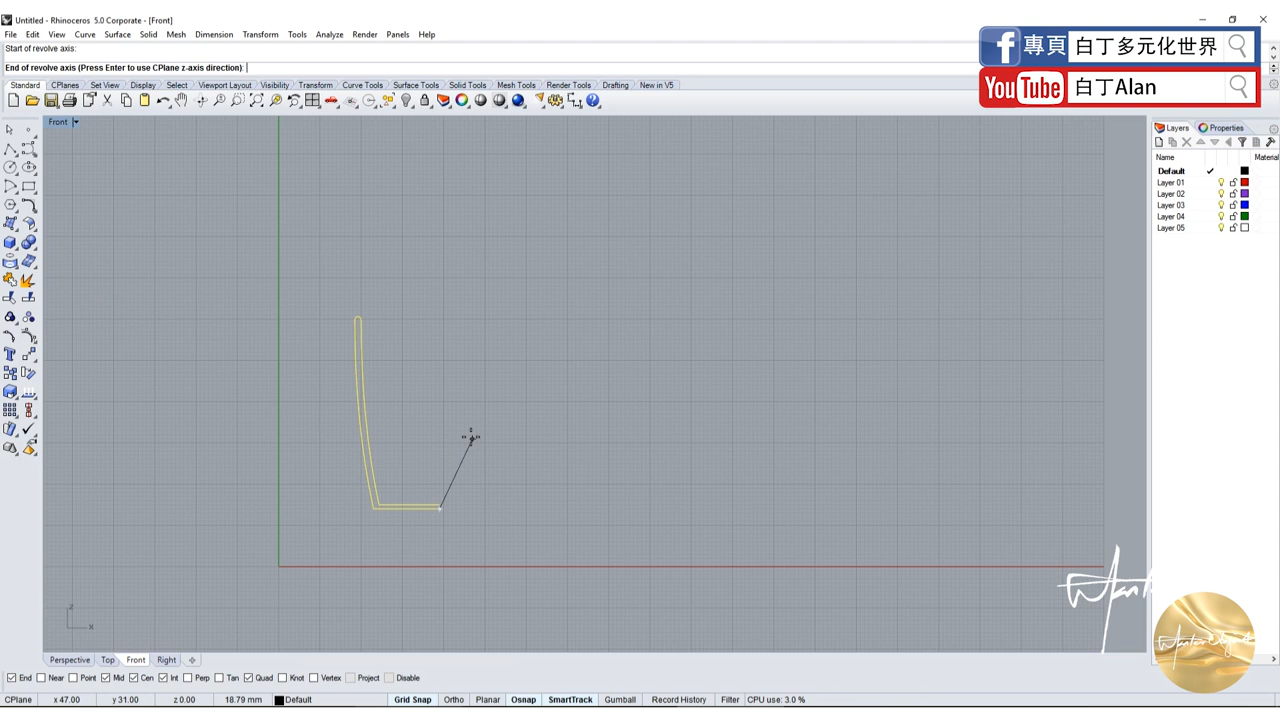 Untitled - Rhinoceros 5.0 Corporate - [Front]
File Edit View Curve Surface Solid Mesh Dimension Transform Tools Analyze Render Panels Help
Start of revolve axis:
End of revolve axis (Press Enter to use CPlane z-axis direction):
專頁 白丁多元化世界
YouTube 白丁Alan
Standard CPlanes Set View Display Select Viewport Layout Visibility Transform Curve Tools Surface Tools Solid Tools Mesh Tools Render Tools Drafting New in V5
Front
Layers Properties
Name Material
Default
Layer 01
Layer 02
Layer 03
Layer 04
Layer 05
z
x
Perspective Top Front Right
End Near Point Mid Cen Int Perp Tan Quad Knot Vertex Project Disable
CPlane x 47.00 y 31.00 z 0.00 18.79 mm Default Grid Snap Ortho Planar Osnap SmartTrack Gumball Record History Filter CPU use: 3.0 %